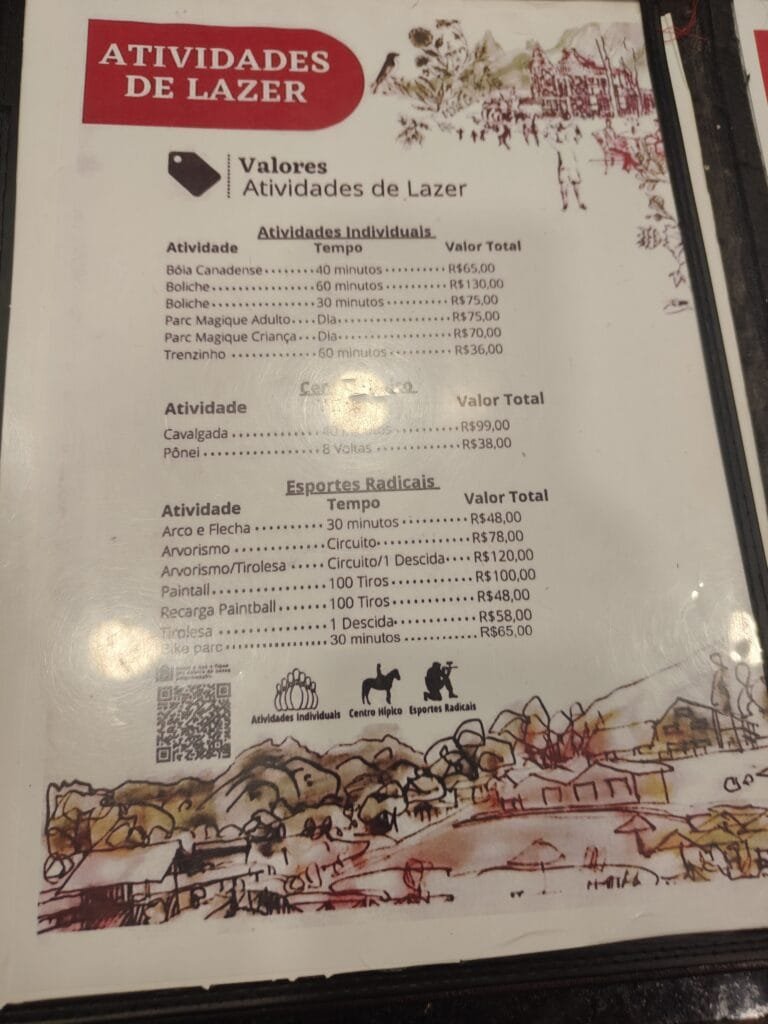 ATIVIDADES
DE LAZER
Valores
Atividades de Lazer
Atividades Individuais
Atividade Tempo Valor Total
Bóia Canadense ........ 40 minutos .......... R$65,00
Boliche ................ 60 minutos .......... R$130,00
Boliche ................ 30 minutos .......... R$75,00
Parc Magique Adulto .... Dia .................. R$75,00
Parc Magique Criança ... Dia .................. R$70,00
Trenzinho ............. 60 minutos .......... R$36,00
Atividade Valor Total
Cavalgada .............. 40 minutos .......... R$99,00
Pônei .................. 8 Voltas ............ R$38,00
Esportes Radicais
Atividade Tempo Valor Total
Arco e Flecha .......... 30 minutos .......... R$48,00
Arvorismo .............. Circuito ............ R$78,00
Arvorismo/Tirolesa ..... Circuito/1 Descida .... R$120,00
Paintall ............... 100 Tiros ........... R$100,00
Recarga Paintball ....... 100 Tiros ........... R$48,00
Tirolesa ............... 1 Descida ........... R$58,00
Bike parc .............. 30 minutos .......... R$65,00
Atividades Individuais Centro Hípico Esportes Radicais